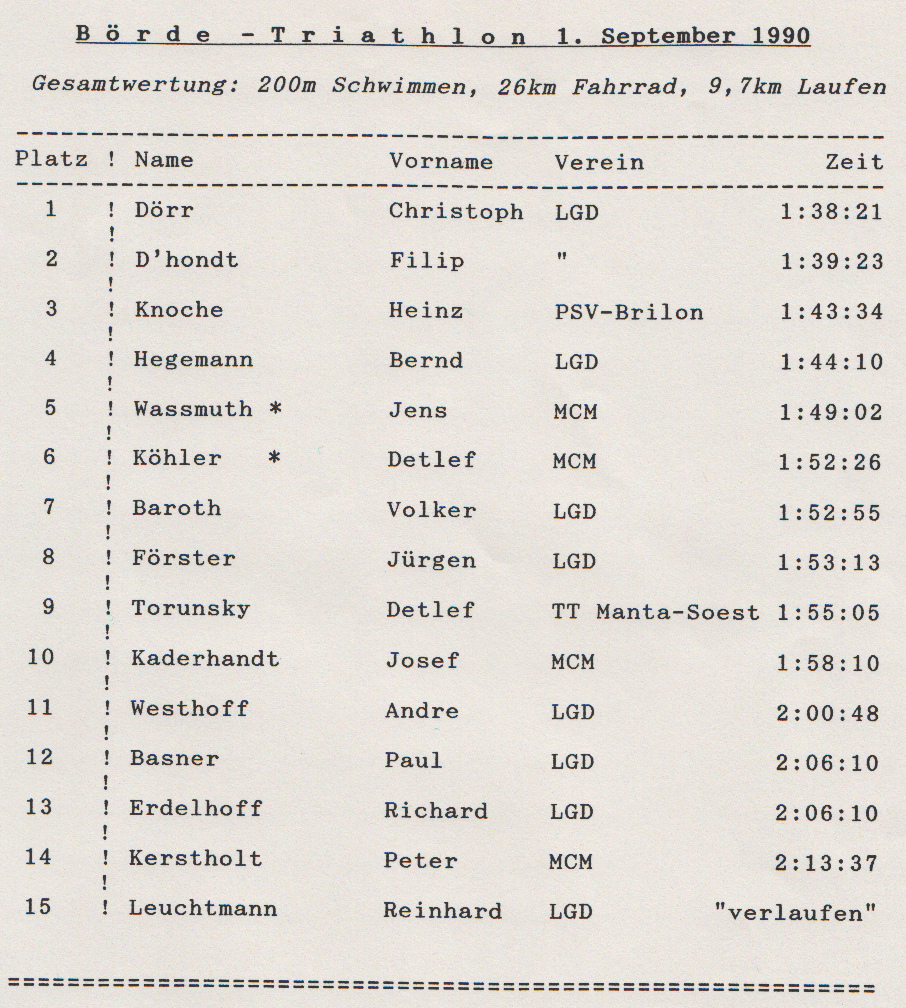 B ö r d e - T r i a t h l o n 1. September 1990
Gesamtwertung: 200m Schwimmen, 26km Fahrrad, 9,7km Laufen
------------------------------------------------------------
Platz ! Name Vorname Verein Zeit
------------------------------------------------------------
1 ! Dörr Christoph LGD 1:38:21
!
2 ! D'hondt Filip " 1:39:23
!
3 ! Knoche Heinz PSV-Brilon 1:43:34
!
4 ! Hegemann Bernd LGD 1:44:10
!
5 ! Wassmuth * Jens MCM 1:49:02
!
6 ! Köhler * Detlef MCM 1:52:26
!
7 ! Baroth Volker LGD 1:52:55
!
8 ! Förster Jürgen LGD 1:53:13
!
9 ! Torunsky Detlef TT Manta-Soest 1:55:05
!
10 ! Kaderhandt Josef MCM 1:58:10
!
11 ! Westhoff Andre LGD 2:00:48
!
12 ! Basner Paul LGD 2:06:10
!
13 ! Erdelhoff Richard LGD 2:06:10
!
14 ! Kerstholt Peter MCM 2:13:37
!
15 ! Leuchtmann Reinhard LGD "verlaufen"
============================================================